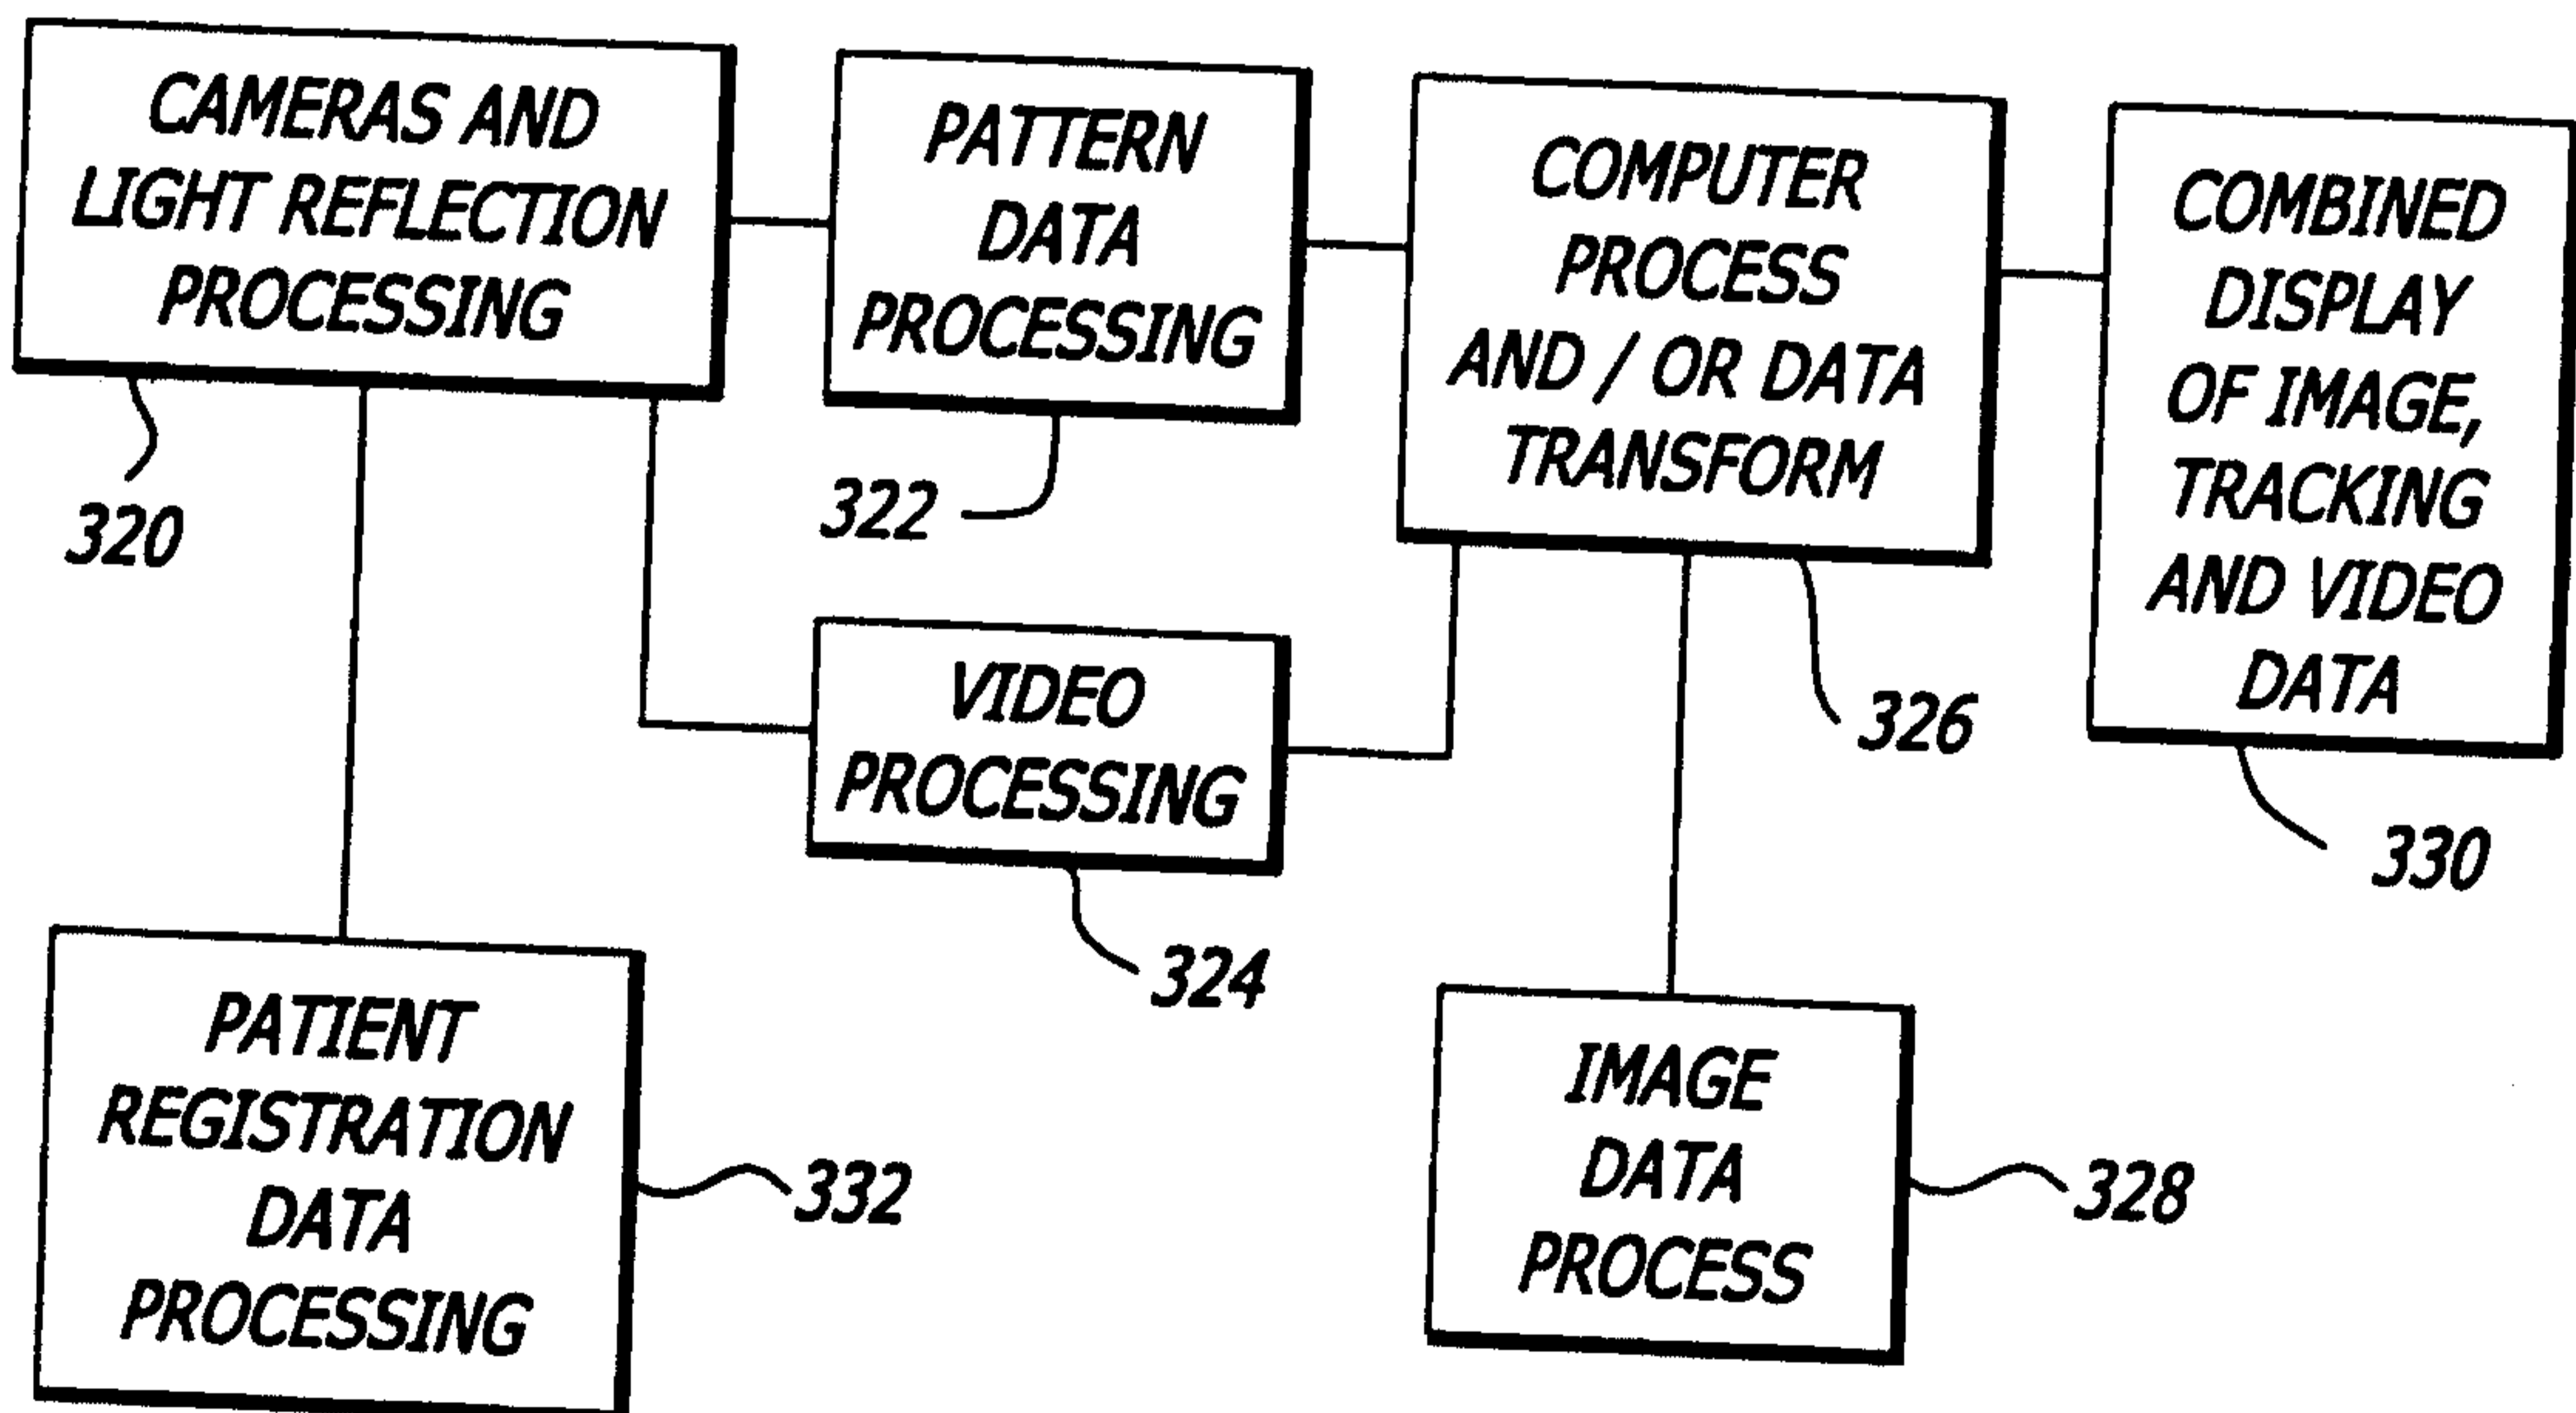 CAMERAS AND
LIGHT REFLECTION
PROCESSING
320
PATTERN
DATA
PROCESSING
322
COMPUTER
PROCESS
AND / OR DATA
TRANSFORM
326
COMBINED
DISPLAY
OF IMAGE,
TRACKING
AND VIDEO
DATA
330
VIDEO
PROCESSING
324
PATIENT
REGISTRATION
DATA
PROCESSING
332
IMAGE
DATA
PROCESS
328